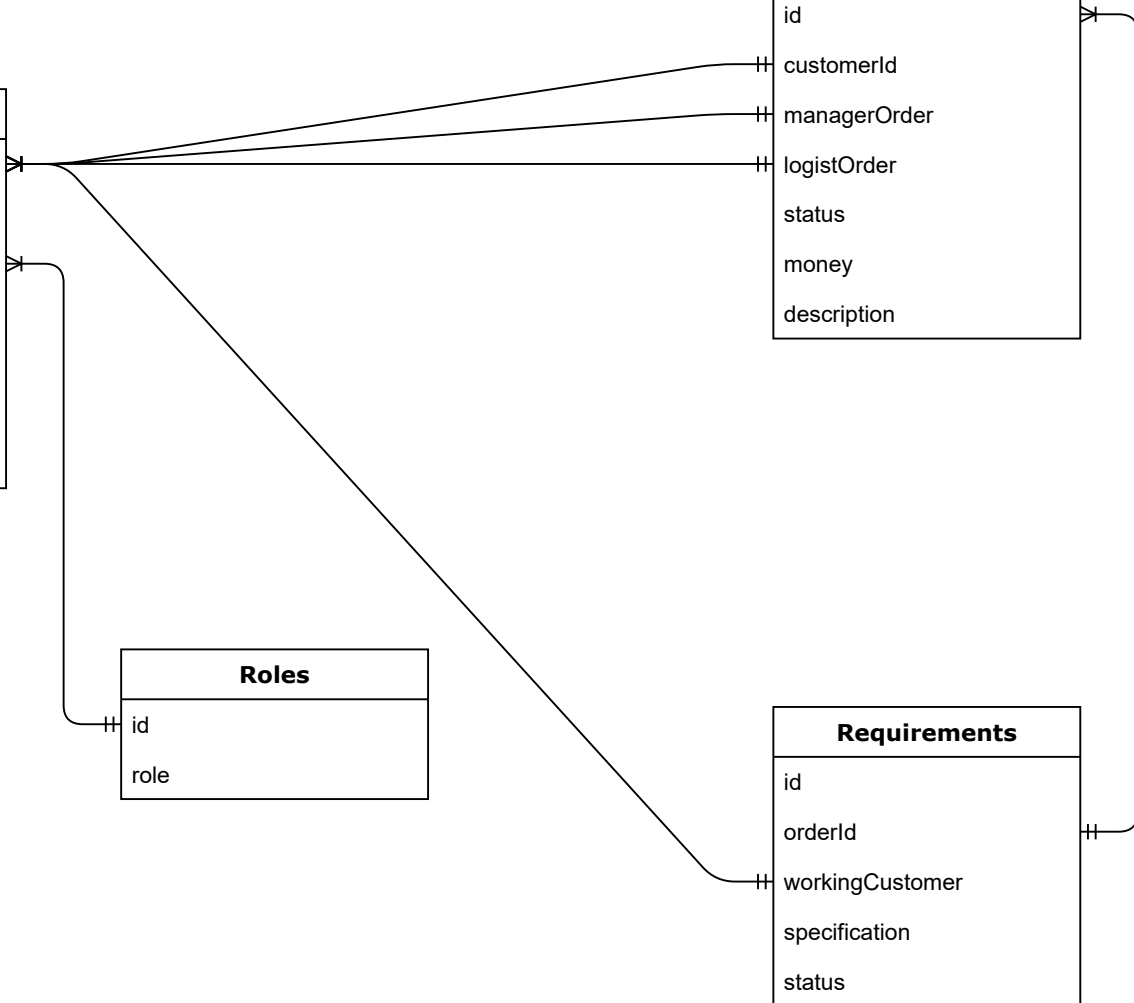 id
customerId
managerOrder
logistOrder
status
money
description
Roles
id
role
Requirements
id
orderId
workingCustomer
specification
status